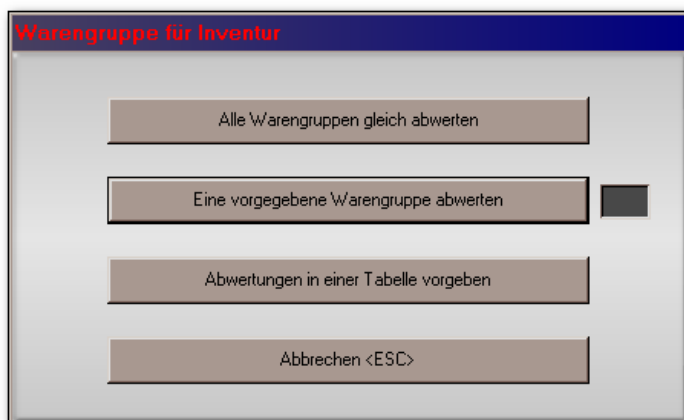 Warengruppe für Inventur
Alle Warengruppen gleich abwerten
Eine vorgegebene Warengruppe abwerten
Abwertungen in einer Tabelle vorgeben
Abbrechen <ESC>